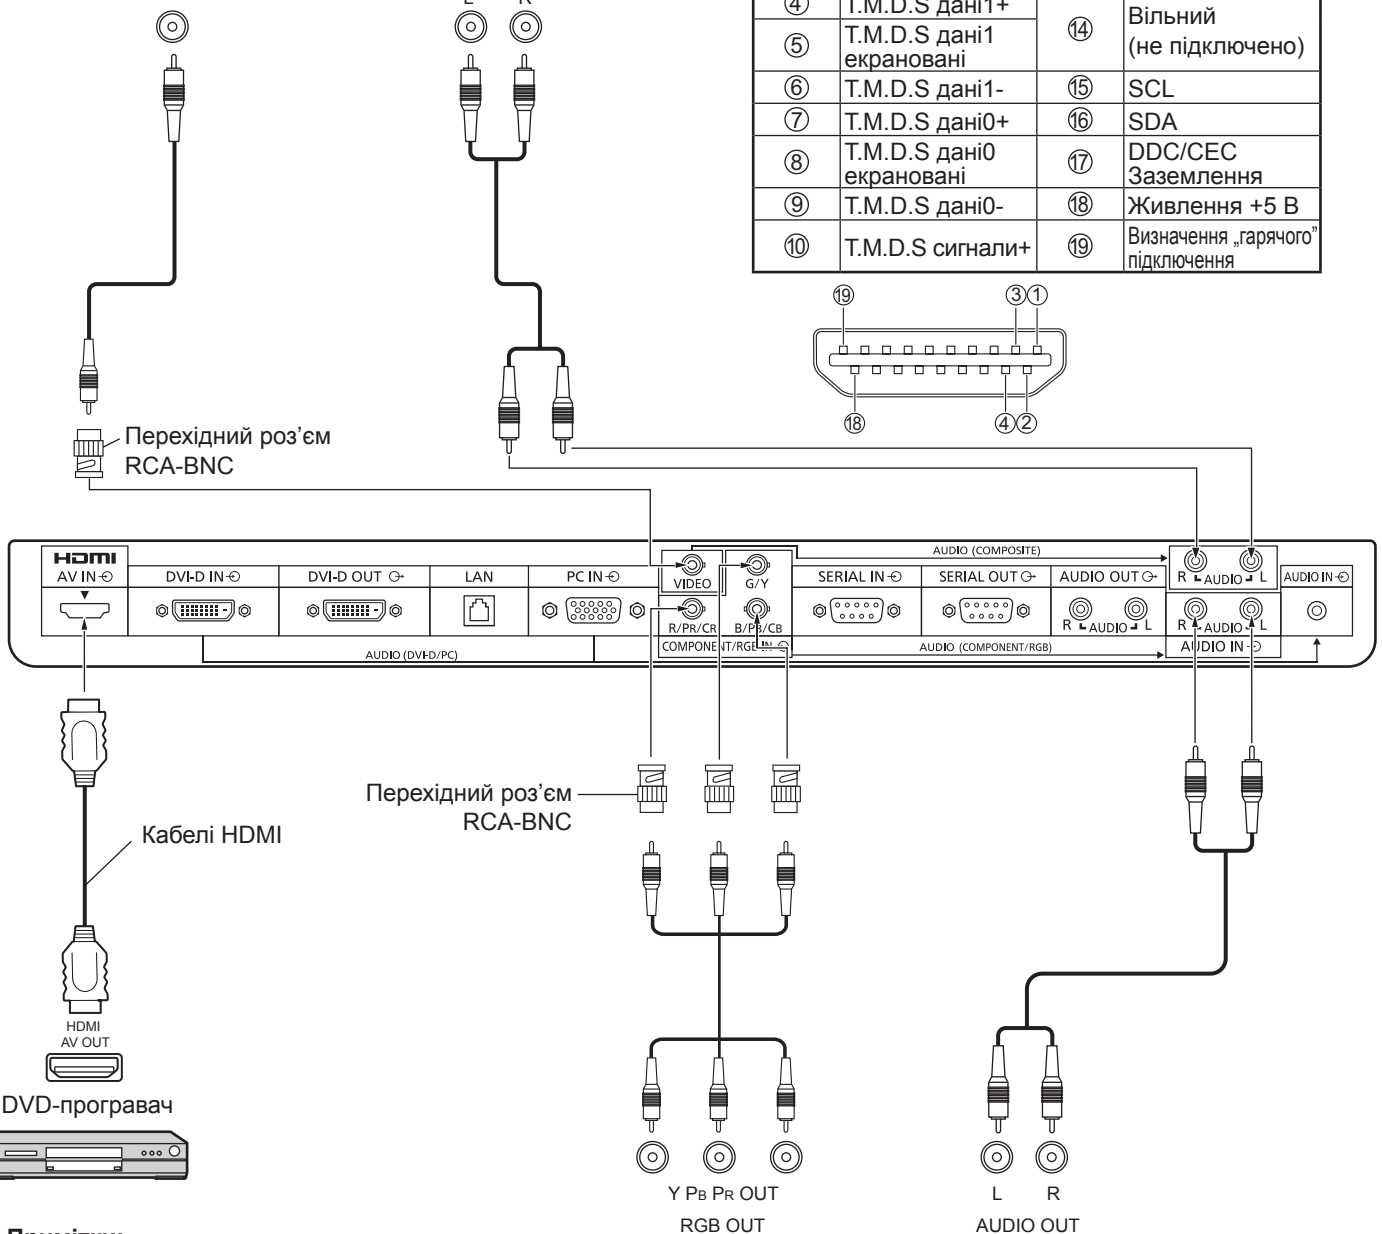 L R
④ T.M.D.S дані1+
⑤ T.M.D.S дані1
екрановані
⑭ Вільний
(не підключено)
⑥ T.M.D.S дані1- ⑮ SCL
⑦ T.M.D.S дані0+ ⑯ SDA
⑧ T.M.D.S дані0
екрановані
⑰ DDC/CEC
Заземлення
⑨ T.M.D.S дані0- ⑱ Живлення +5 В
⑩ T.M.D.S сигнали+ ⑲ Визначення „гарячого”
підключення
⑲ ③ ①
⑱ ④ ②
Перехідний роз’єм
RCA-BNC
HDMI
AV IN
DVI-D IN
DVI-D OUT
LAN
PC IN
VIDEO
G/Y
R/PR/CR
B/PB/CB
COMPONENT/RGB IN
AUDIO (COMPOSITE)
SERIAL IN
SERIAL OUT
AUDIO OUT
R AUDIO L
R AUDIO L
R AUDIO L
AUDIO IN
AUDIO IN
AUDIO (DVI-D/PC)
AUDIO (COMPONENT/RGB)
Перехідний роз’єм
RCA-BNC
Кабелі HDMI
HDMI
AV OUT
DVD-програвач
Y PB PR OUT
RGB OUT
L R
AUDIO OUT